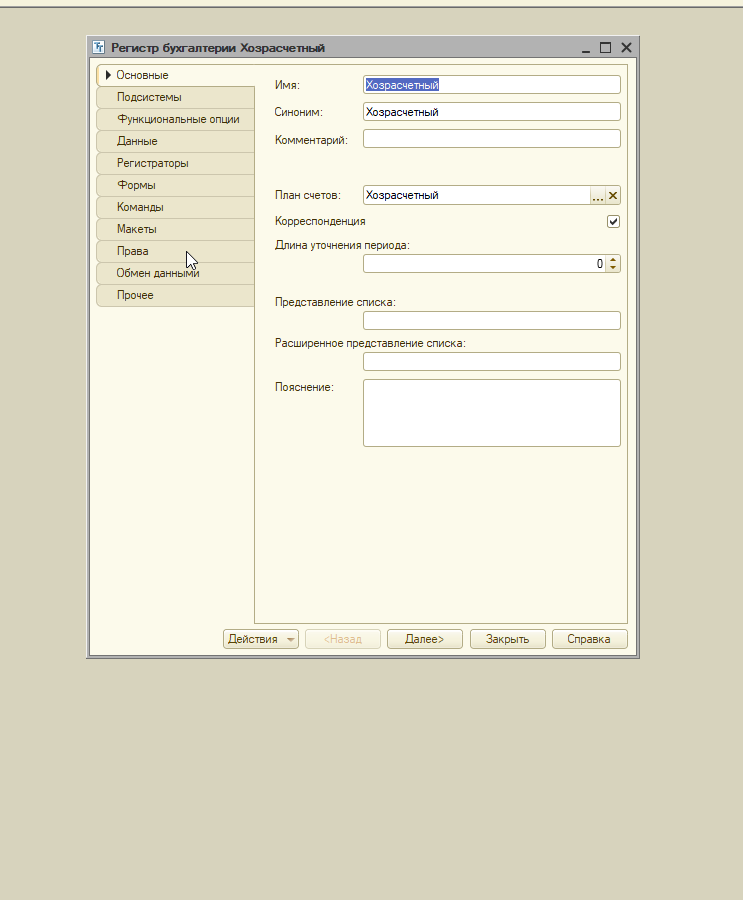 Регистр бухгалтерии Хозрасчетный
Основные
Подсистемы
Функциональные опции
Данные
Регистраторы
Формы
Команды
Макеты
Права
Обмен данными
Прочее
Имя: Хозрасчетный
Синоним: Хозрасчетный
Комментарий:
План счетов: Хозрасчетный ...
Корреспонденция
Длина уточнения периода:
0
Представление списка:
Расширенное представление списка:
Пояснение:
Действия <Назад Далее> Закрыть Справка